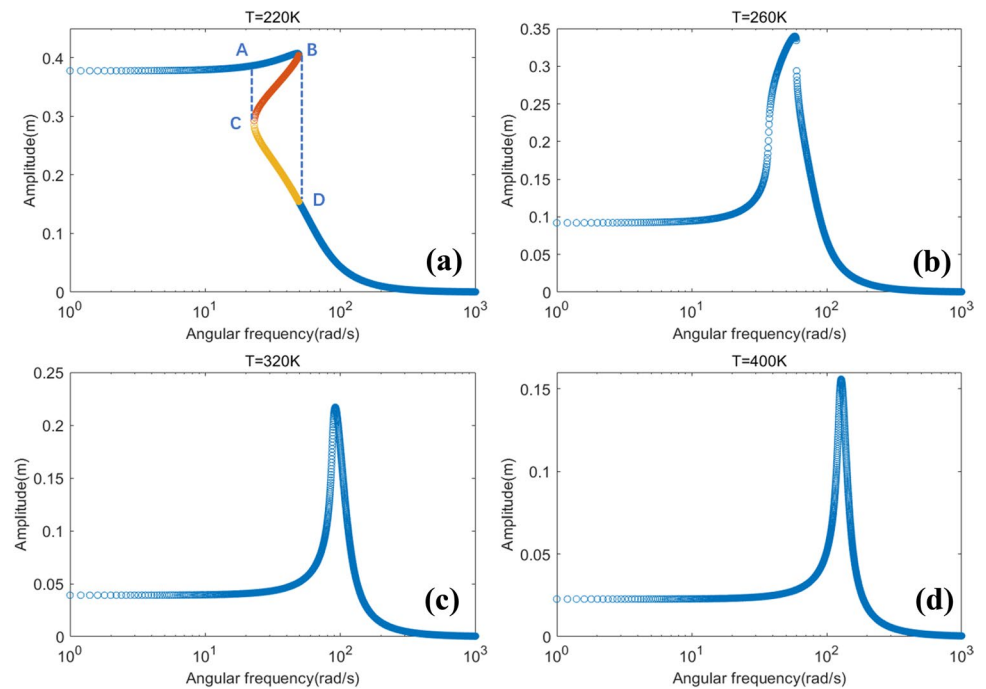 T=220K
0.4
0.3
0.2
0.1
0
Amplitude(m)
A
B
C
D
(a)
10^0
10^1
10^2
10^3
Angular frequency(rad/s)
T=260K
0.35
0.3
0.25
0.2
0.15
0.1
0.05
0
Amplitude(m)
(b)
10^0
10^1
10^2
10^3
Angular frequency(rad/s)
T=320K
0.25
0.2
0.15
0.1
0.05
0
Amplitude(m)
(c)
10^0
10^1
10^2
10^3
Angular frequency(rad/s)
T=400K
0.15
0.1
0.05
0
Amplitude(m)
(d)
10^0
10^1
10^2
10^3
Angular frequency(rad/s)